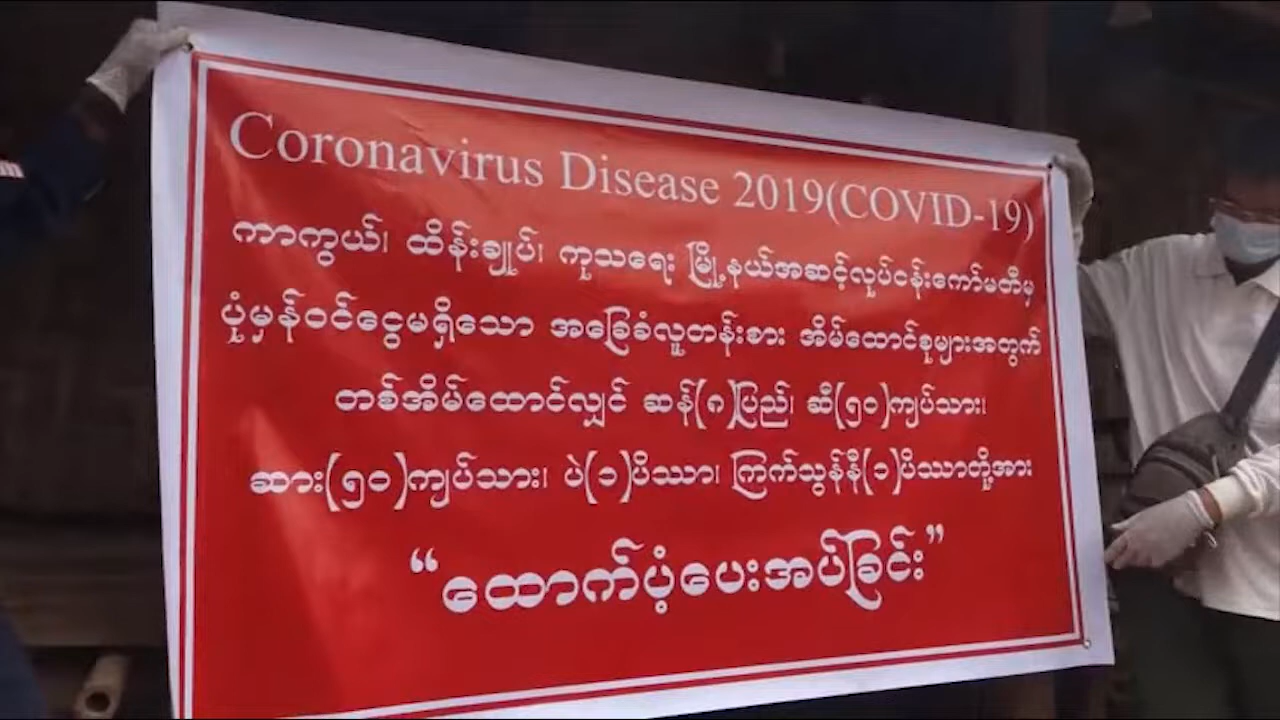 Coronavirus Disease 2019(COVID-19)
ကာကွယ်၊ ထိန်းချုပ်၊ ကုသရေး မြို့နယ်အဆင့်လုပ်ငန်းကော်မတီမှ
ပုံမှန်ဝင်ငွေမရှိသော အခြေခံလူတန်းစား အိမ်ထောင်စုများအတွက်
တစ်အိမ်ထောင်လျှင် ဆန်(၈)ပြည်၊ ဆီ(၅၀)ကျပ်သား၊
ဆား(၅၀)ကျပ်သား၊ ပဲ(၁)ပိဿာ၊ ကြက်သွန်နီ(၁)ပိဿာတို့အား
“ထောက်ပံ့ပေးအပ်ခြင်း”